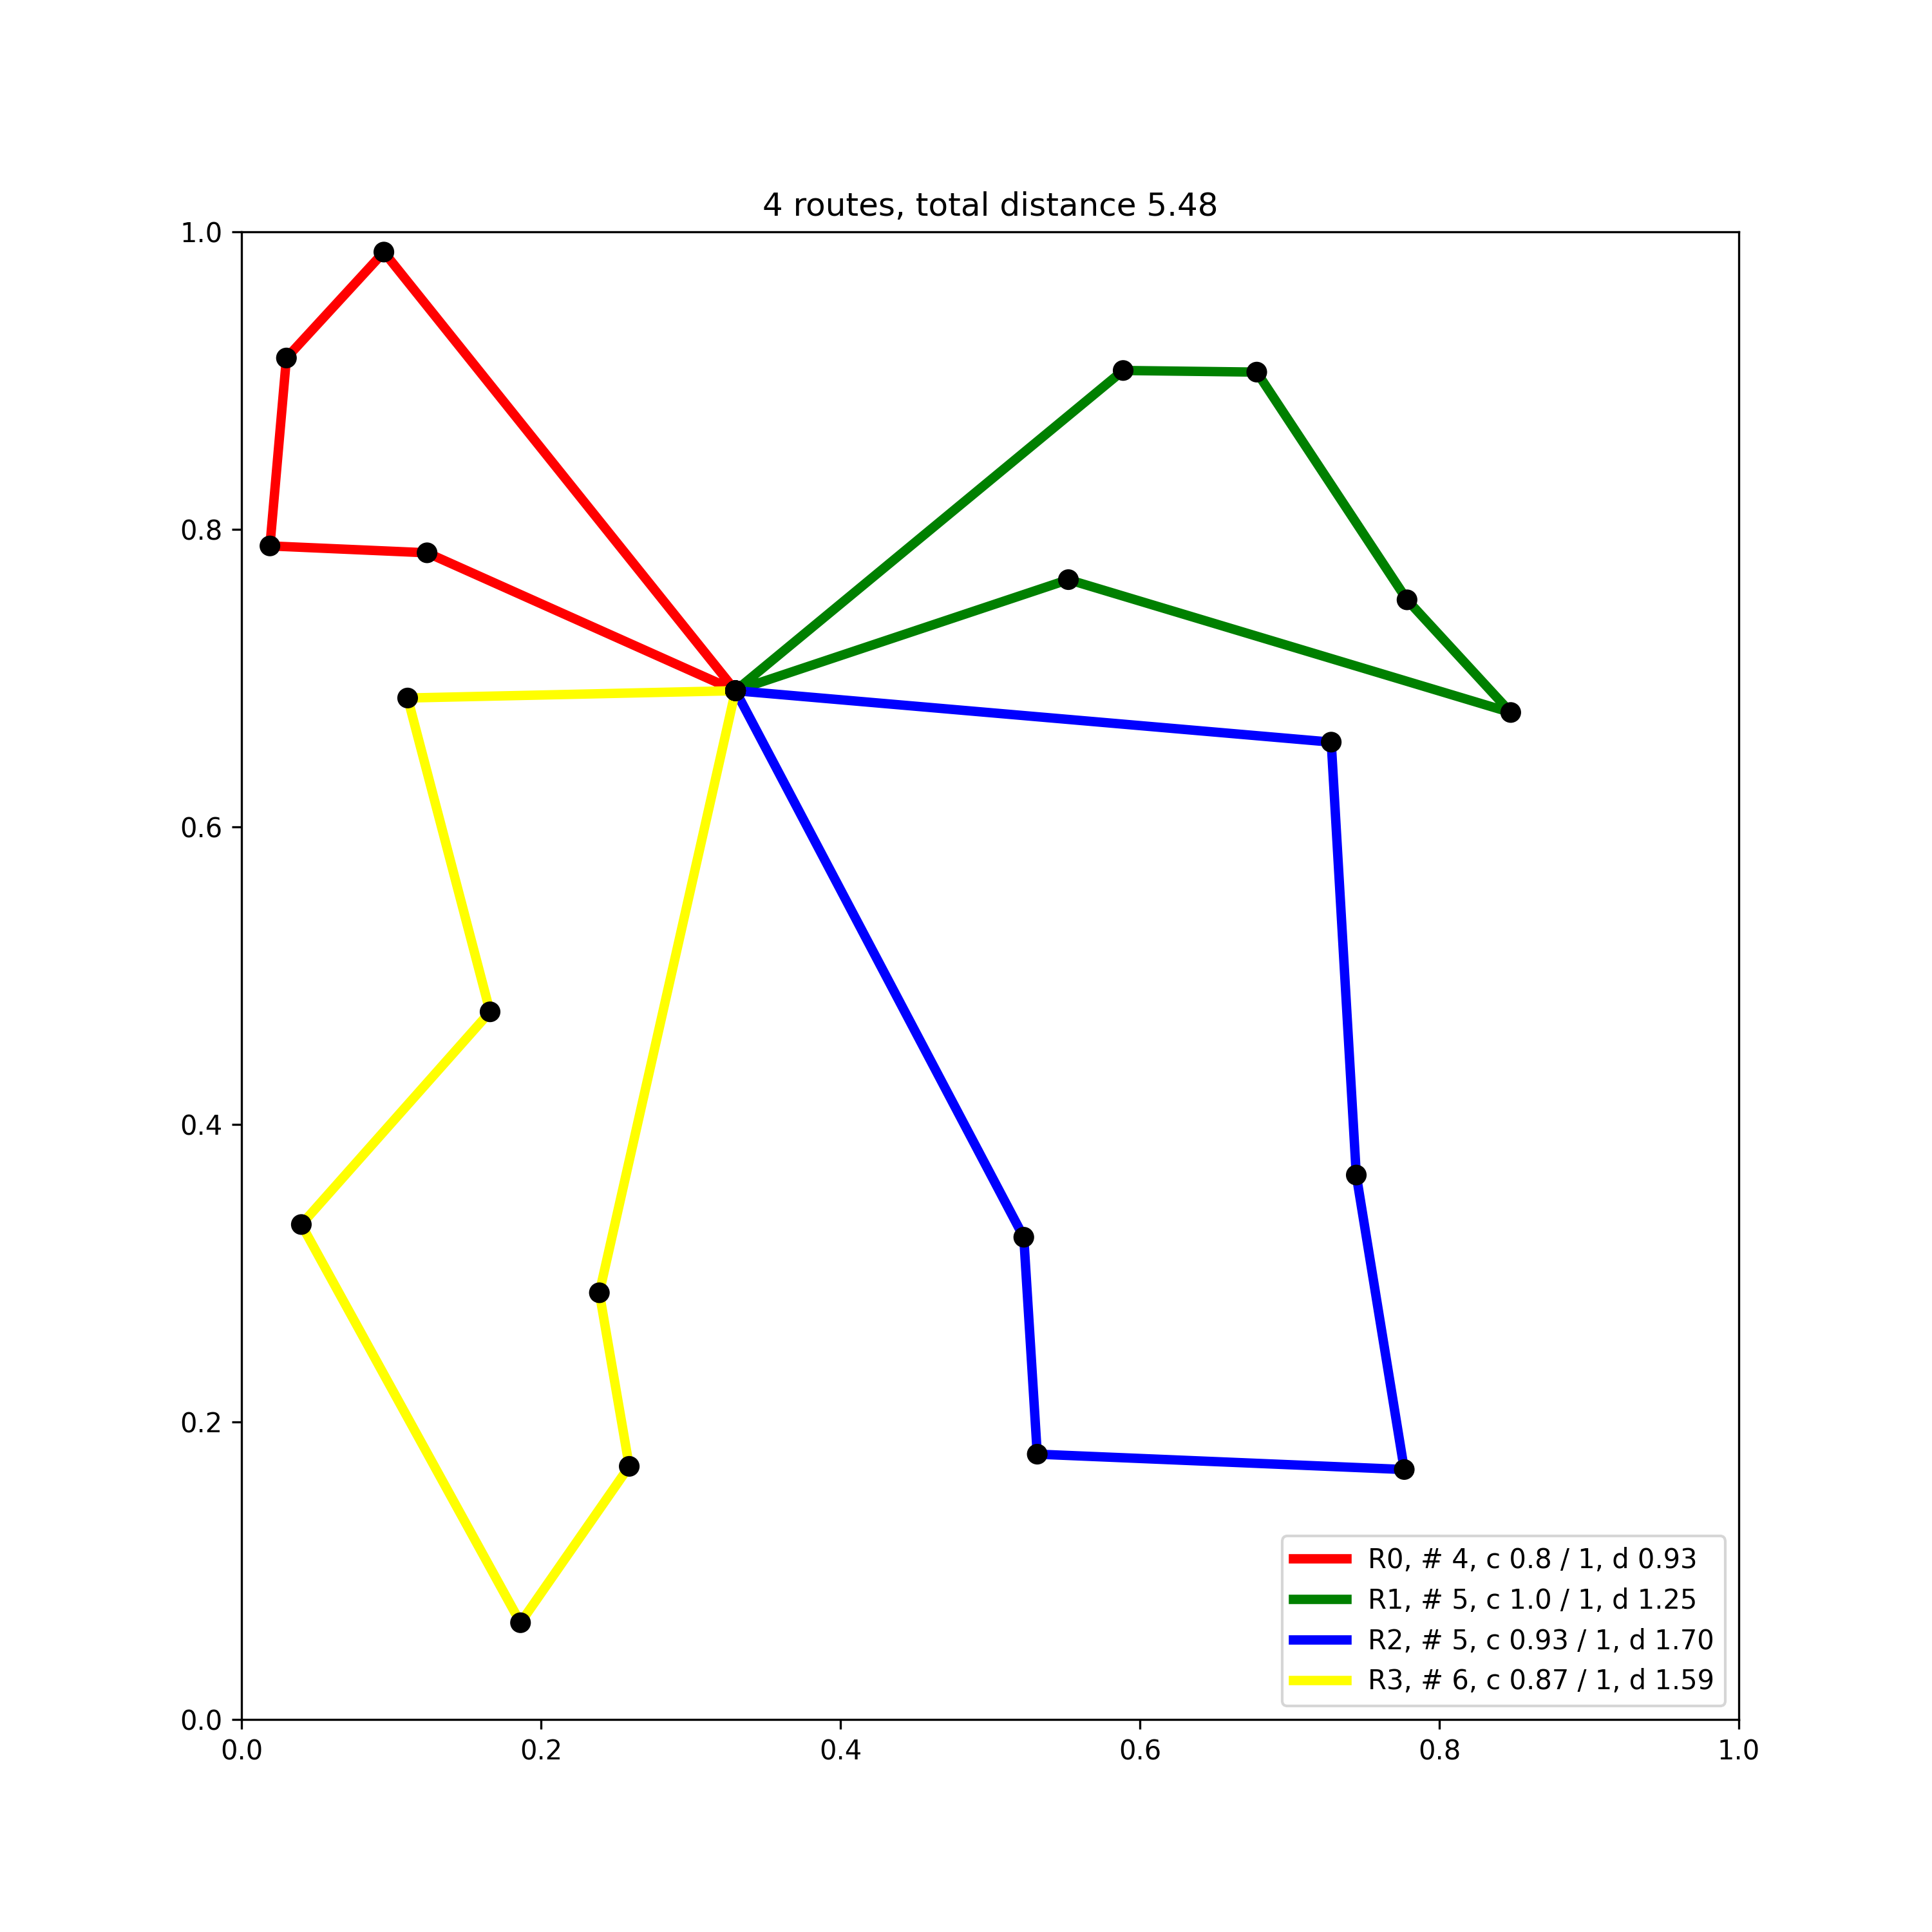 4 routes, total distance 5.48
1.0
0.8
0.6
0.4
0.2
0.0
0.0 0.2 0.4 0.6 0.8 1.0
R0, # 4, c 0.8 / 1, d 0.93
R1, # 5, c 1.0 / 1, d 1.25
R2, # 5, c 0.93 / 1, d 1.70
R3, # 6, c 0.87 / 1, d 1.59